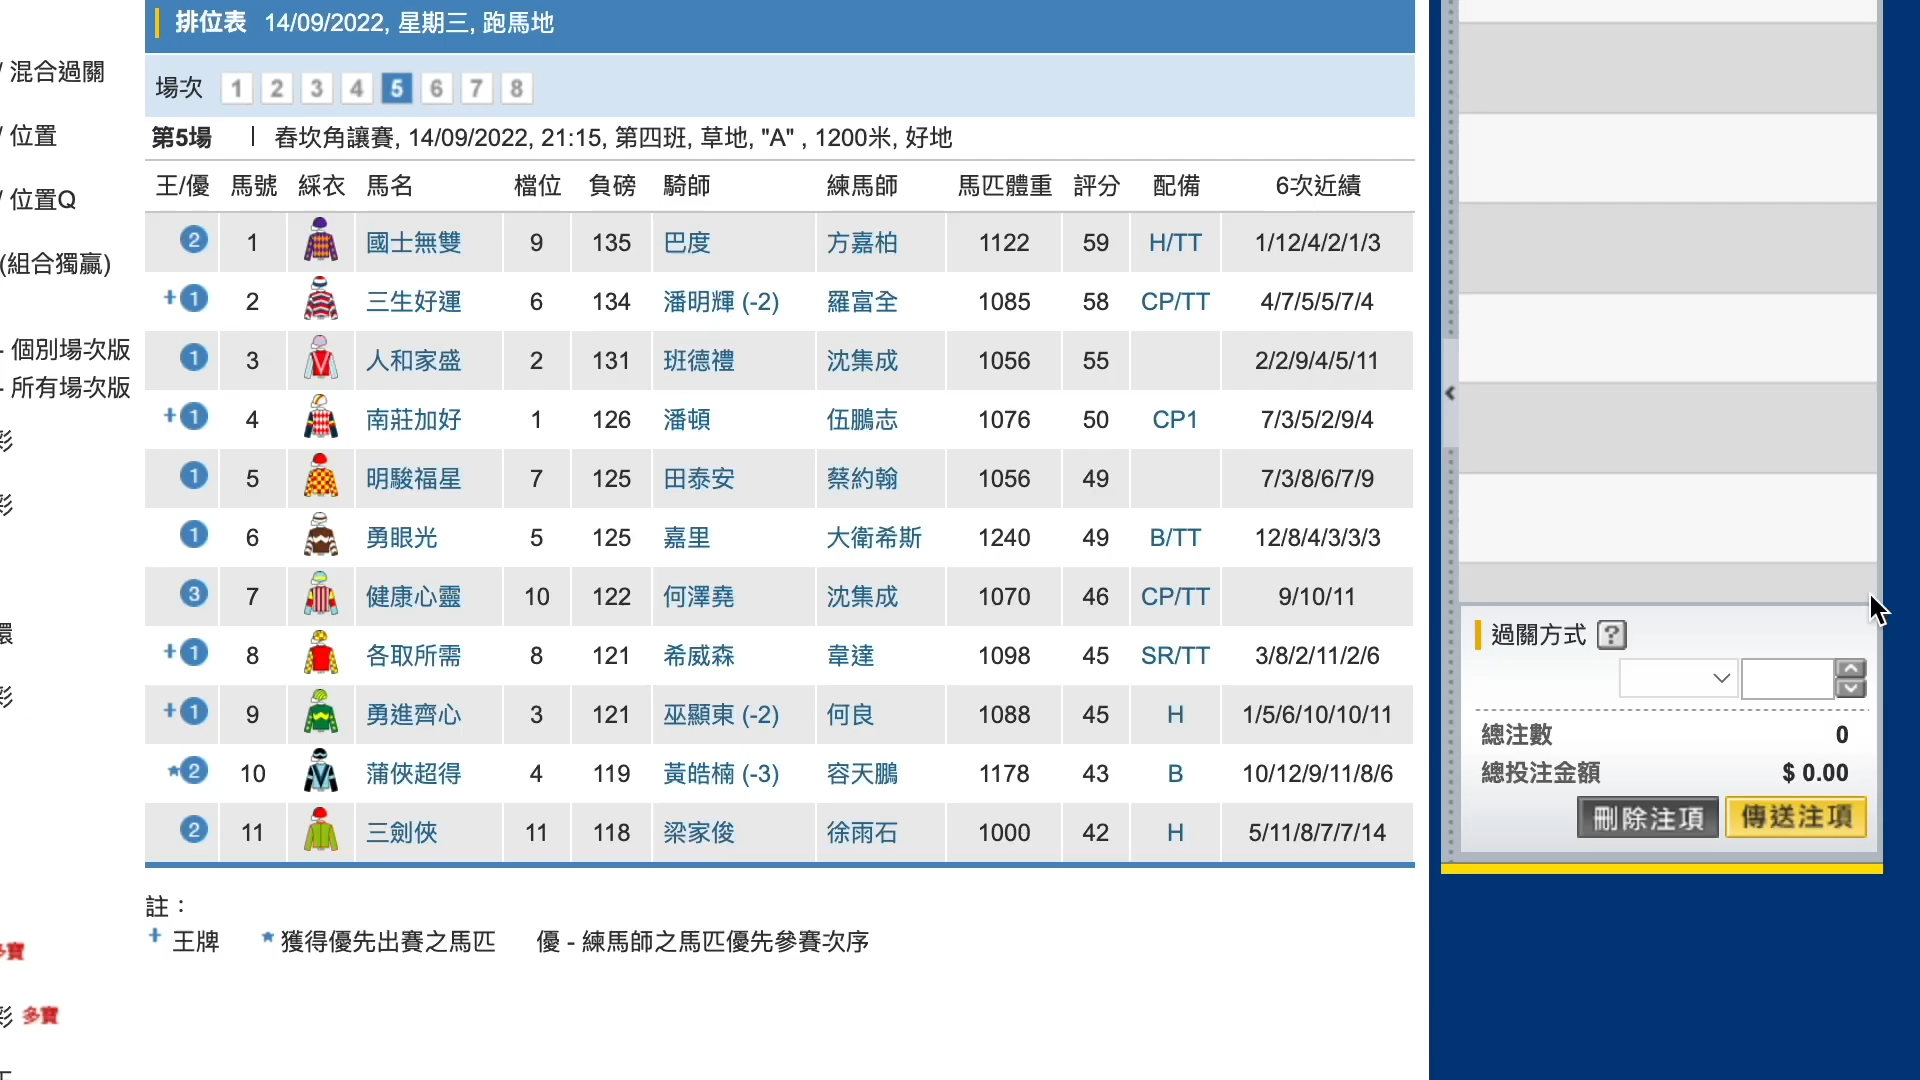 排位表 14/09/2022, 星期三, 跑馬地
/ 混合過關
場次 1 2 3 4 5 6 7 8
/ 位置
第5場 | 春坎角讓賽, 14/09/2022, 21:15, 第四班, 草地, "A" , 1200米, 好地
王/優 馬號 綵衣 馬名 檔位 負磅 騎師 練馬師 馬匹體重 評分 配備 6次近績
/ 位置Q
2 1 國士無雙 9 135 巴度 方嘉柏 1122 59 H/TT 1/12/4/2/1/3
(組合獨贏)
+1 2 三生好運 6 134 潘明輝 (-2) 羅富全 1085 58 CP/TT 4/7/5/5/7/4
- 個別場次版
1 3 人和家盛 2 131 班德禮 沈集成 1056 55 2/2/9/4/5/11
- 所有場次版
+1 4 南莊加好 1 126 潘頓 伍鵬志 1076 50 CP1 7/3/5/2/9/4
彩
1 5 明駿福星 7 125 田泰安 蔡約翰 1056 49 7/3/8/6/7/9
彩
1 6 勇眼光 5 125 嘉里 大衛希斯 1240 49 B/TT 12/8/4/3/3/3
3 7 健康心靈 10 122 何澤堯 沈集成 1070 46 CP/TT 9/10/11
+1 8 各取所需 8 121 希威森 韋達 1098 45 SR/TT 3/8/2/11/2/6
彩
+1 9 勇進齊心 3 121 巫顯東 (-2) 何良 1088 45 H 1/5/6/10/10/11
★2 10 蒲俠超得 4 119 黃皓楠 (-3) 容天鵬 1178 43 B 10/12/9/11/8/6
2 11 三劍俠 11 118 梁家俊 徐雨石 1000 42 H 5/11/8/7/7/14
註：
+ 王牌 ★ 獲得優先出賽之馬匹 優 - 練馬師之馬匹優先參賽次序
多寶
彩 多寶
過關方式 ?
總注數 0
總投注金額 $ 0.00
刪除注項 傳送注項